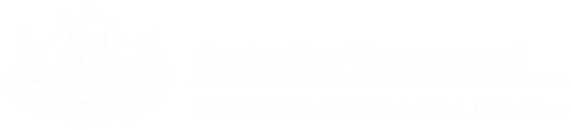 Australian Government
Professional Services Review